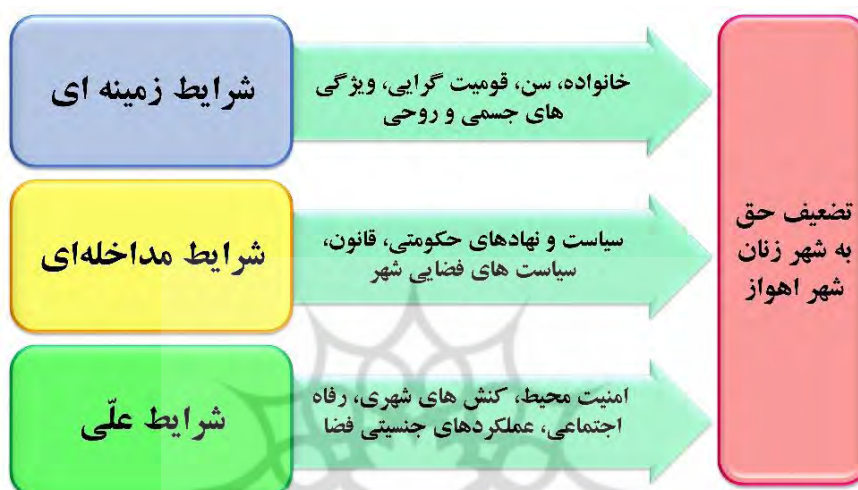 شرایط زمینه ای
خانواده، سن، قومیت گرایی، ویژگی
های جسمی و روحی
شرایط مداخله‌ای
سیاست و نهادهای حکومتی، قانون،
سیاست های فضایی شهر
شرایط علّی
امنیت محیط، کنش های شهری، رفاه
اجتماعی، عملکردهای جنسیتی فضا
تضعیف حق
به شهر زنان
شهر اهواز